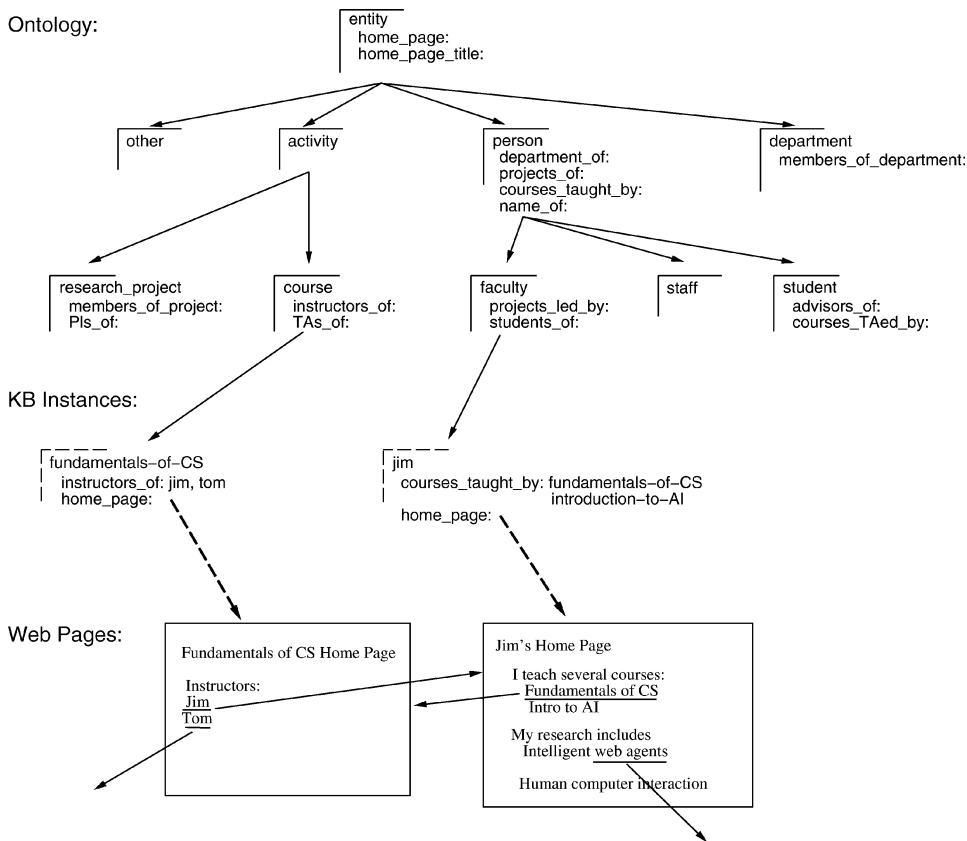 Ontology:
entity
home_page:
home_page_title:
other
activity
person
department_of:
projects_of:
courses_taught_by:
name_of:
department
members_of_department:
research_project
members_of_project:
PIs_of:
course
instructors_of:
TAs_of:
faculty
projects_led_by:
students_of:
staff
student
advisors_of:
courses_TAed_by:
KB Instances:
fundamentals-of-CS
instructors_of: jim, tom
home_page:
jim
courses_taught_by: fundamentals-of-CS
introduction-to-AI
home_page:
Web Pages:
Fundamentals of CS Home Page
Instructors:
Jim
Tom
Jim's Home Page
I teach several courses:
Fundamentals of CS
Intro to AI
My research includes
Intelligent web agents
Human computer interaction